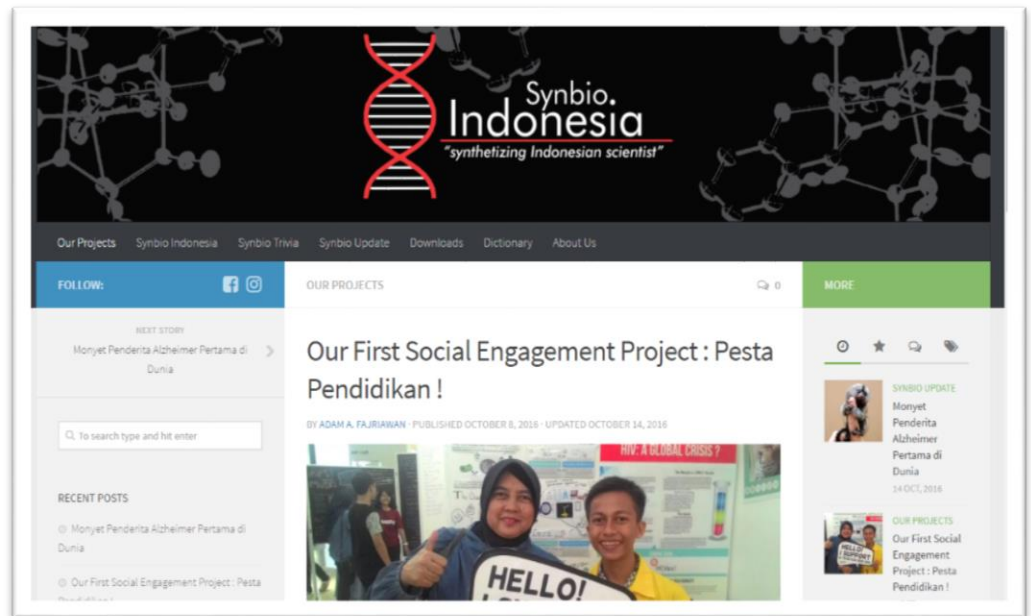 Synbio.
Indonesia
"synthetizing Indonesian scientist"
Our Projects Synbio Indonesia Synbio Trivia Synbio Update Downloads Dictionary About Us
FOLLOW:
NEXT STORY
Monyet Penderita Alzheimer Pertama di
Dunia
To search type and hit enter
RECENT POSTS
Monyet Penderita Alzheimer Pertama di
Dunia
Our First Social Engagement Project : Pesta
OUR PROJECTS
0
Our First Social Engagement Project : Pesta
Pendidikan !
BY ADAM A. FAJRIAWAN · PUBLISHED OCTOBER 8, 2016 · UPDATED OCTOBER 14, 2016
HIV: A GLOBAL CRISIS ?
HELLO!
MORE
SYNBIO UPDATE
Monyet
Penderita
Alzheimer
Pertama di
Dunia
14 OCT, 2016
OUR PROJECTS
Our First Social
Engagement
Project : Pesta
Pendidikan !
HELLO!
I SUPPORT